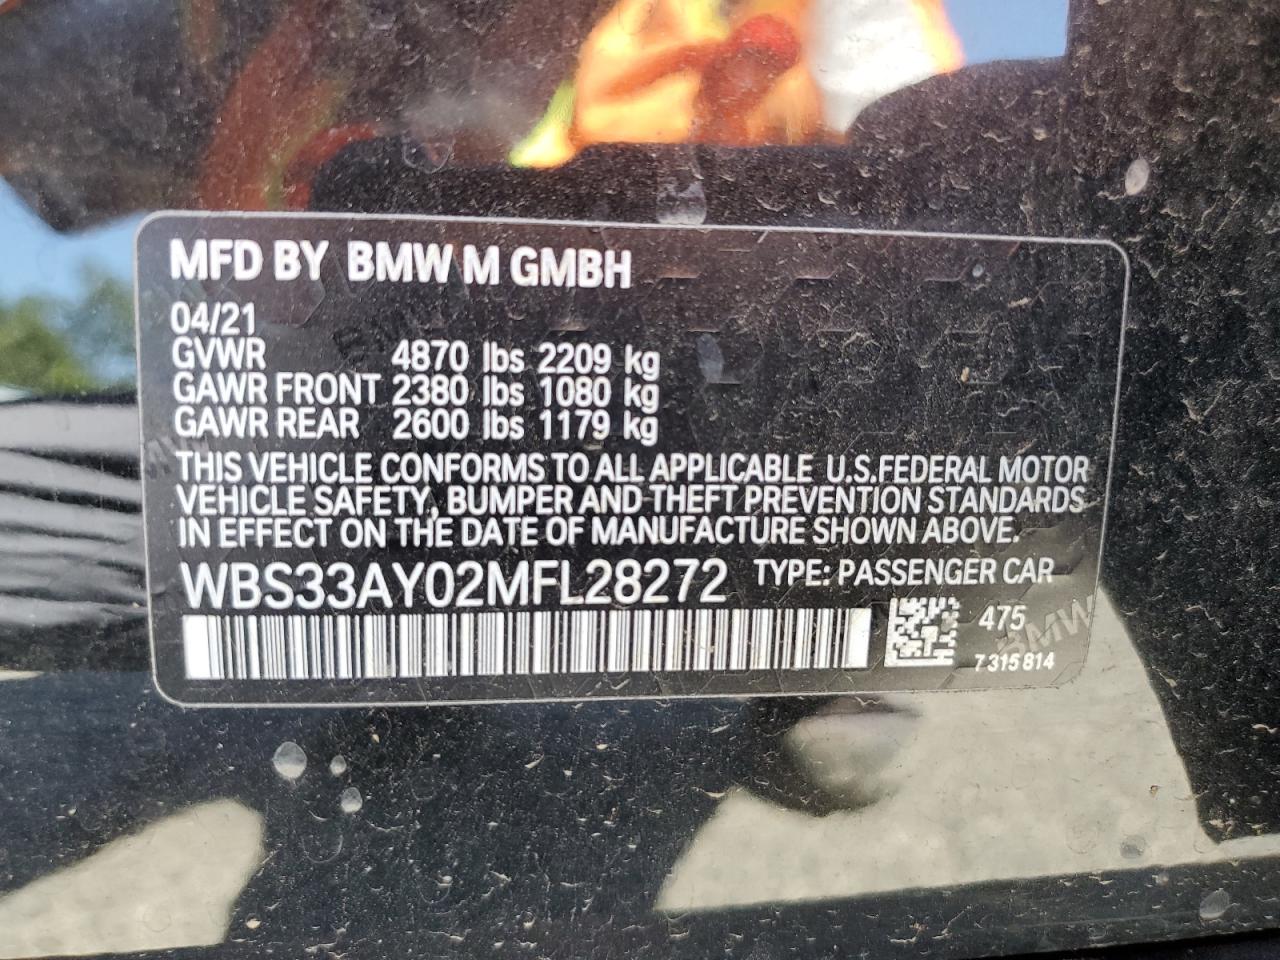 MFD BY BMW M GMBH
04/21
GVWR 4870 lbs 2209 kg
GAWR FRONT 2380 lbs 1080 kg
GAWR REAR 2600 lbs 1179 kg
THIS VEHICLE CONFORMS TO ALL APPLICABLE U.S.FEDERAL MOTOR
VEHICLE SAFETY, BUMPER AND THEFT PREVENTION STANDARDS
IN EFFECT ON THE DATE OF MANUFACTURE SHOWN ABOVE.
WBS33AY02MFL28272 TYPE: PASSENGER CAR
475
7315814
BMW